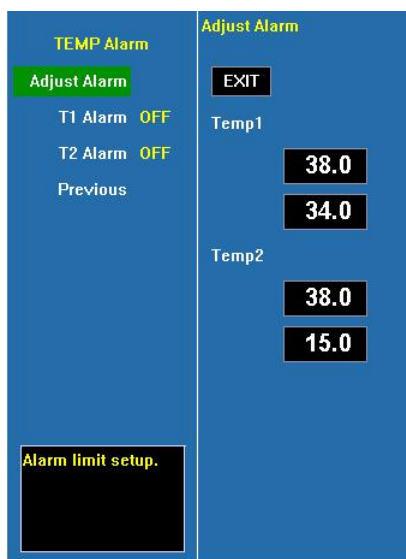 TEMP Alarm
Adjust Alarm
T1 Alarm OFF
T2 Alarm OFF
Previous
Alarm limit setup.
Adjust Alarm
EXIT
Temp1
38.0
34.0
Temp2
38.0
15.0